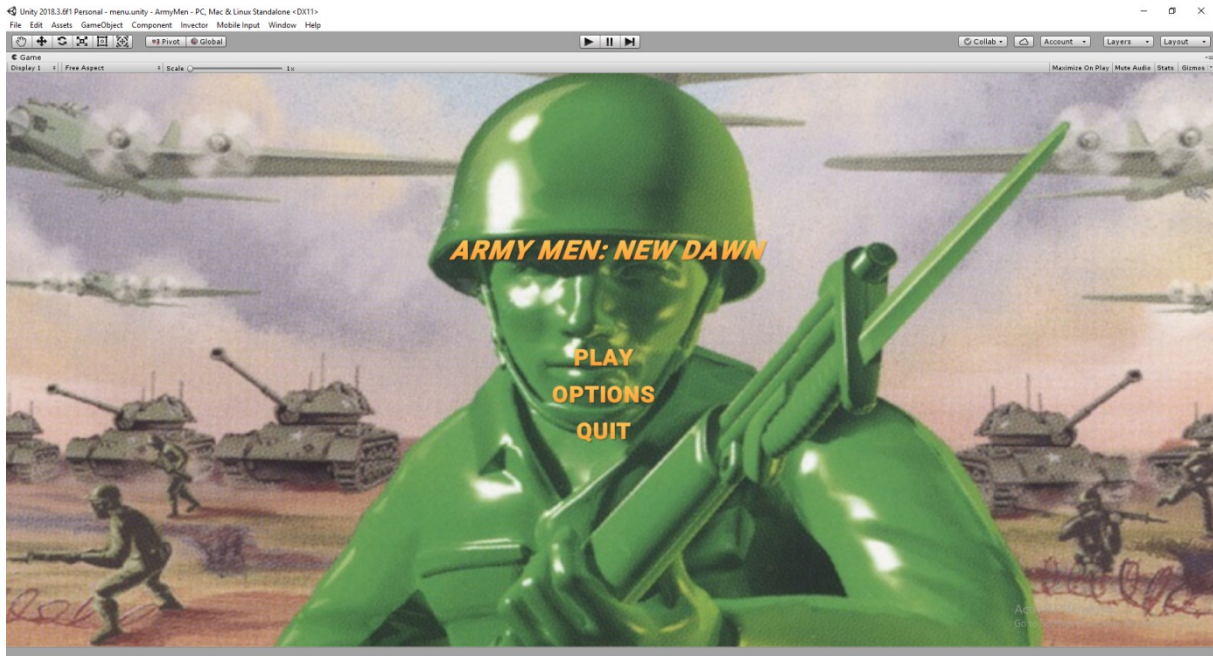 Unity 2018.3.6f1 Personal - menu.unity - ArmyMen - PC, Mac & Linux Standalone <DX11>
File Edit Assets GameObject Component Invector Mobile Input Window Help
Pivot Global Collab Account Layers Layout
Game
Display 1 Free Aspect Scale 1x Maximize On Play Mute Audio Stats Gizmos
ARMY MEN: NEW DAWN
PLAY
OPTIONS
QUIT